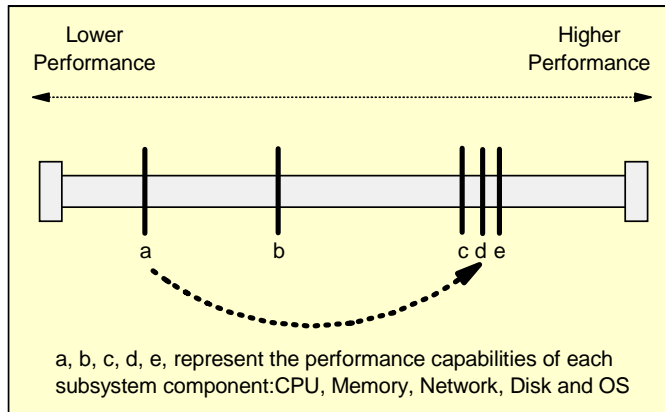 Lower Higher
Performance Performance
a b c d e
a, b, c, d, e, represent the performance capabilities of each
subsystem component:CPU, Memory, Network, Disk and OS